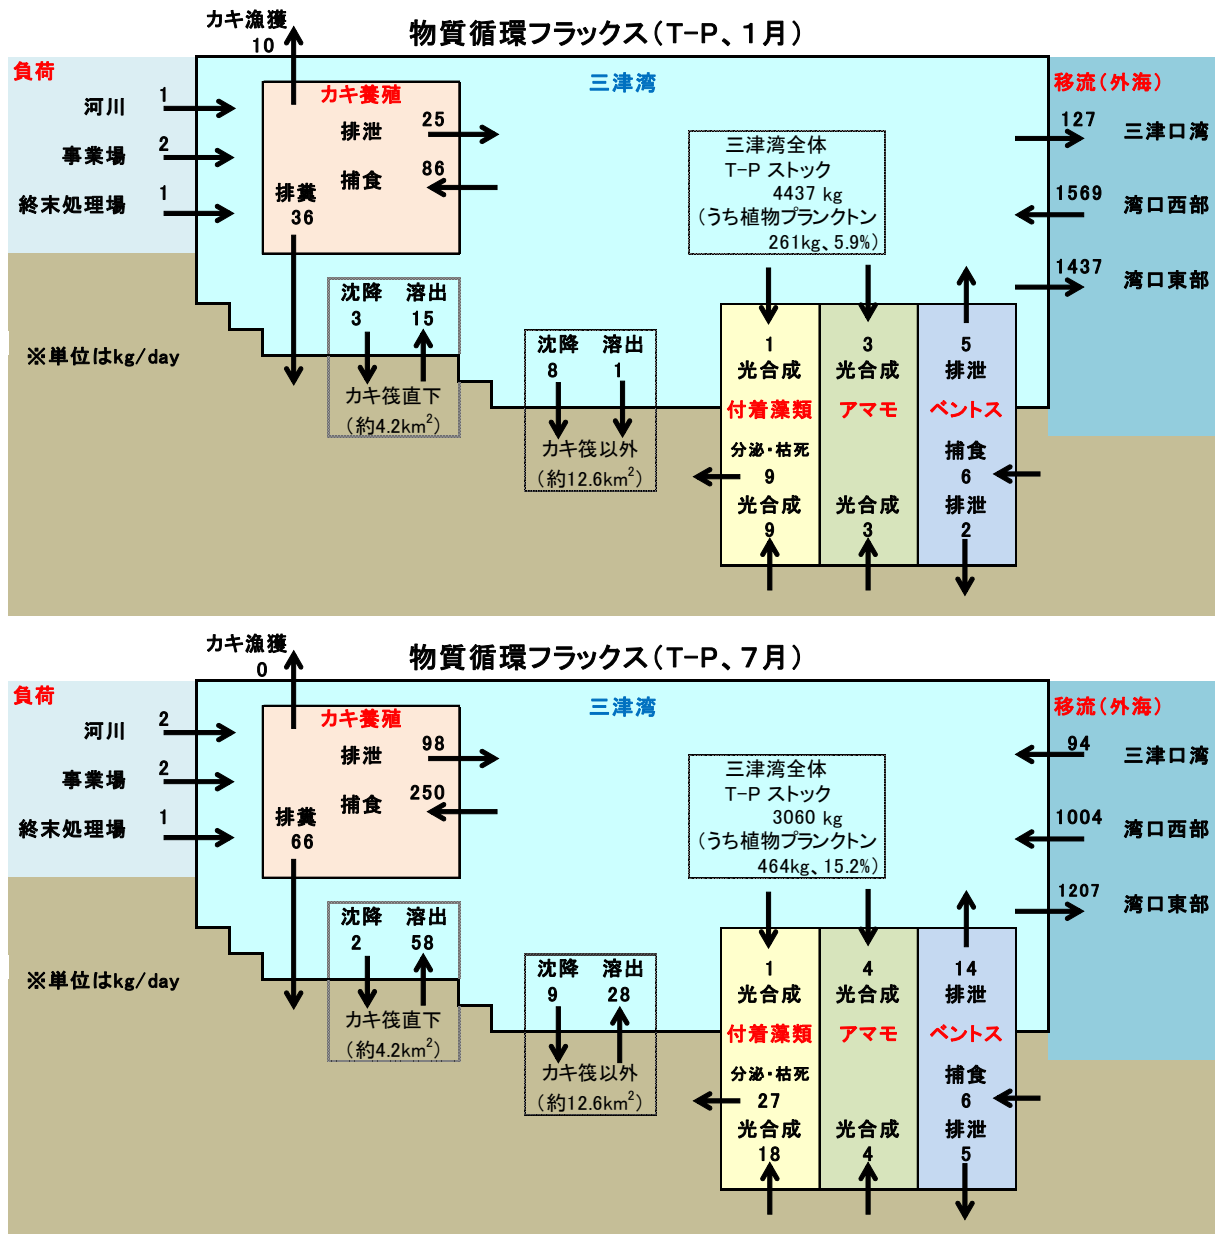 物質循環フラックス(T-P、1月)
カキ漁獲
10
負荷
河川
1
事業場
2
終末処理場
1
カキ養殖
排泄
25
捕食
86
排糞
36
三津湾
三津湾全体
T-P ストック
4437 kg
(うち植物プランクトン
261kg、5.9%)
移流(外海)
127
三津口湾
1569
湾口西部
1437
湾口東部
※単位はkg/day
沈降 溶出
3 15
カキ筏直下
(約4.2km²)
沈降 溶出
8 1
カキ筏以外
(約12.6km²)
1
光合成
付着藻類
分泌・枯死
9
光合成
9
3
光合成
アマモ
光合成
3
5
排泄
ベントス
捕食
6
排泄
2
物質循環フラックス(T-P、7月)
カキ漁獲
0
負荷
河川
2
事業場
2
終末処理場
1
カキ養殖
排泄
98
捕食
250
排糞
66
三津湾
三津湾全体
T-P ストック
3060 kg
(うち植物プランクトン
464kg、15.2%)
移流(外海)
94
三津口湾
1004
湾口西部
1207
湾口東部
※単位はkg/day
沈降 溶出
2 58
カキ筏直下
(約4.2km²)
沈降 溶出
9 28
カキ筏以外
(約12.6km²)
1
光合成
付着藻類
分泌・枯死
27
光合成
18
4
光合成
アマモ
光合成
4
14
排泄
ベントス
捕食
6
排泄
5